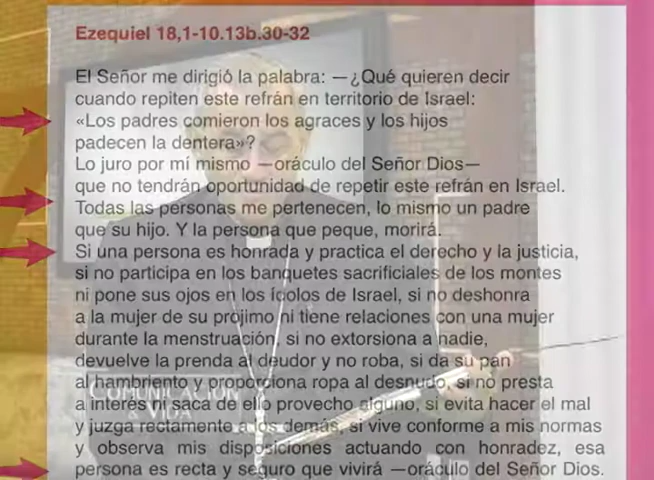 Ezequiel 18,1-10.13b.30-32
El Señor me dirigió la palabra: —¿Qué quieren decir
cuando repiten este refrán en territorio de Israel:
«Los padres comieron los agraces y los hijos
padecen la dentera»?
Lo juro por mí mismo —oráculo del Señor Dios—
que no tendrán oportunidad de repetir este refrán en Israel.
Todas las personas me pertenecen, lo mismo un padre
que su hijo. Y la persona que peque, morirá.
Si una persona es honrada y practica el derecho y la justicia,
si no participa en los banquetes sacrificiales de los montes
ni pone sus ojos en los ídolos de Israel, si no deshonra
a la mujer de su prójimo ni tiene relaciones con una mujer
durante la menstruación, si no extorsiona a nadie,
devuelve la prenda al deudor y no roba, si da su pan
al hambriento y proporciona ropa al desnudo, si no presta
a interés ni saca de ello provecho alguno, si evita hacer el mal
y juzga rectamente a los demás, si vive conforme a mis normas
y observa mis disposiciones actuando con honradez, esa
persona es recta y seguro que vivirá —oráculo del Señor Dios.
COMUNICACIÓN
& VIDA